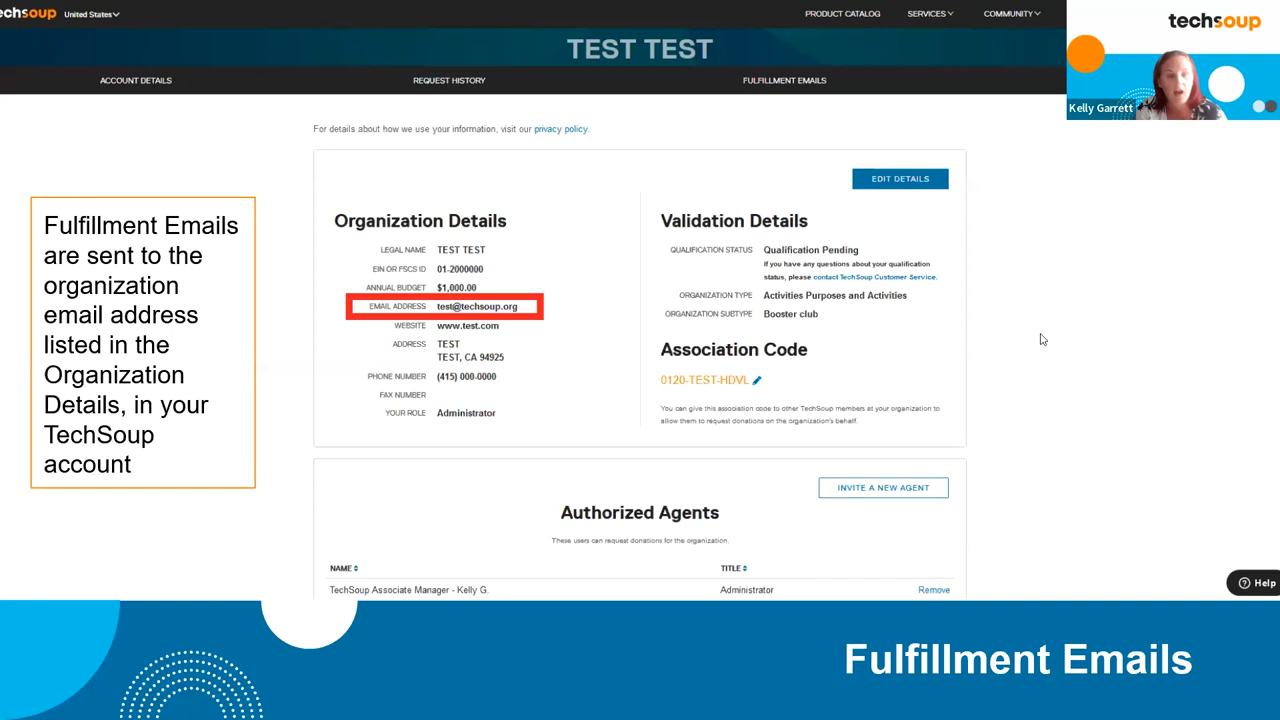 techsoup
United States
PRODUCT CATALOG
SERVICES
COMMUNITY
techsoup
Kelly Garrett
TEST TEST
ACCOUNT DETAILS
REQUEST HISTORY
FULFILLMENT EMAILS
For details about how we use your information, visit our privacy policy.
Fulfillment Emails
are sent to the
organization
email address
listed in the
Organization
Details, in your
TechSoup
account
EDIT DETAILS
Organization Details
LEGAL NAME TEST TEST
EIN OR FSCS ID 01-2000000
ANNUAL BUDGET $1,000.00
EMAIL ADDRESS test@techsoup.org
WEBSITE www.test.com
ADDRESS TEST
TEST, CA 94925
PHONE NUMBER (415) 000-0000
FAX NUMBER
YOUR ROLE Administrator
Validation Details
QUALIFICATION STATUS Qualification Pending
If you have any questions about your qualification
status, please contact TechSoup Customer Service.
ORGANIZATION TYPE Activities Purposes and Activities
ORGANIZATION SUBTYPE Booster club
Association Code
0120-TEST-HDVL
You can give this association code to other TechSoup members at your organization to
allow them to request donations on the organization's behalf.
INVITE A NEW AGENT
Authorized Agents
These users can request donations for the organization.
NAME TITLE
TechSoup Associate Manager - Kelly G. Administrator Remove
Help
Fulfillment Emails